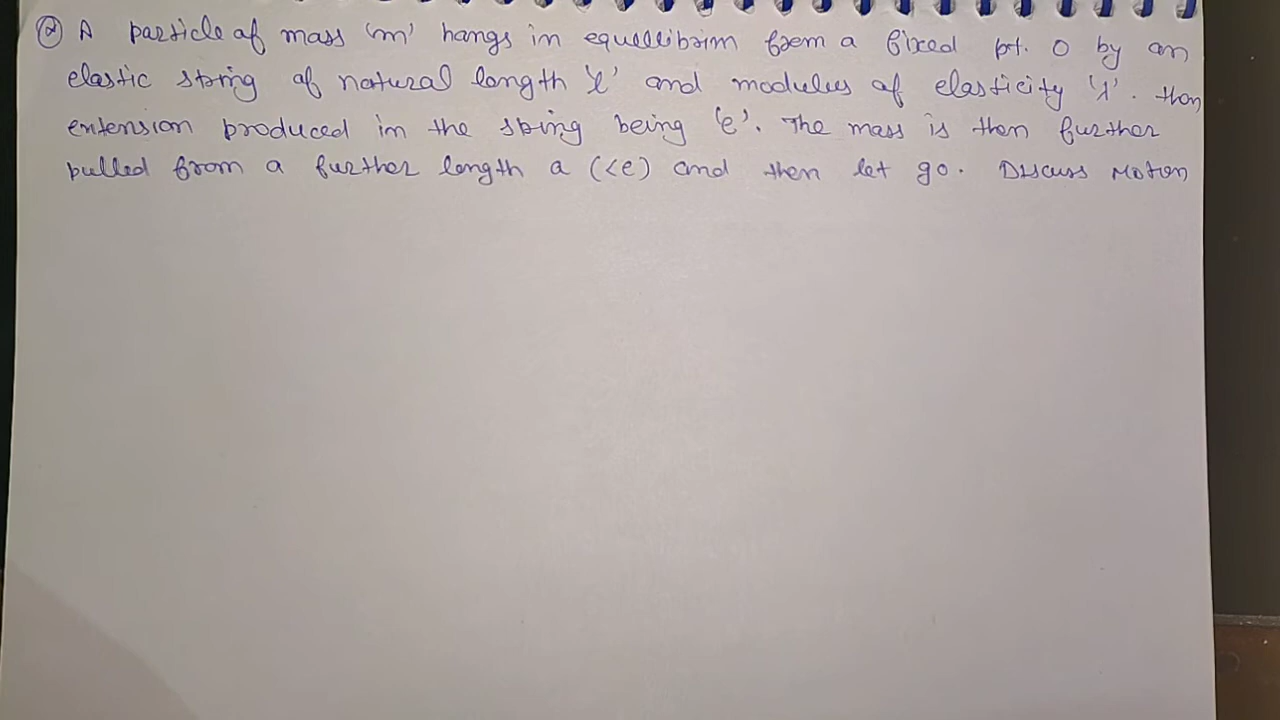 ② A particle of mass 'm' hangs in equellibrim from a fixed pt. O by an
elastic string of natural length 'l' and modulus of elasticity 'λ'. then
extension produced in the string being 'e'. The mass is then further
pulled from a further length a (<e) and then let go. Discuss Motion